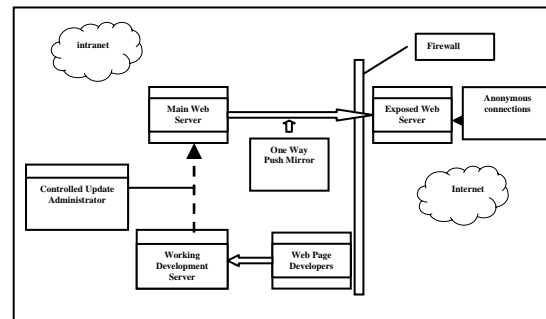 intranet
Firewall
Main Web
Server
Exposed Web
Server
Anonymous
connections
One Way
Push Mirror
Controlled Update
Administrator
Internet
Working
Development
Server
Web Page
Developers